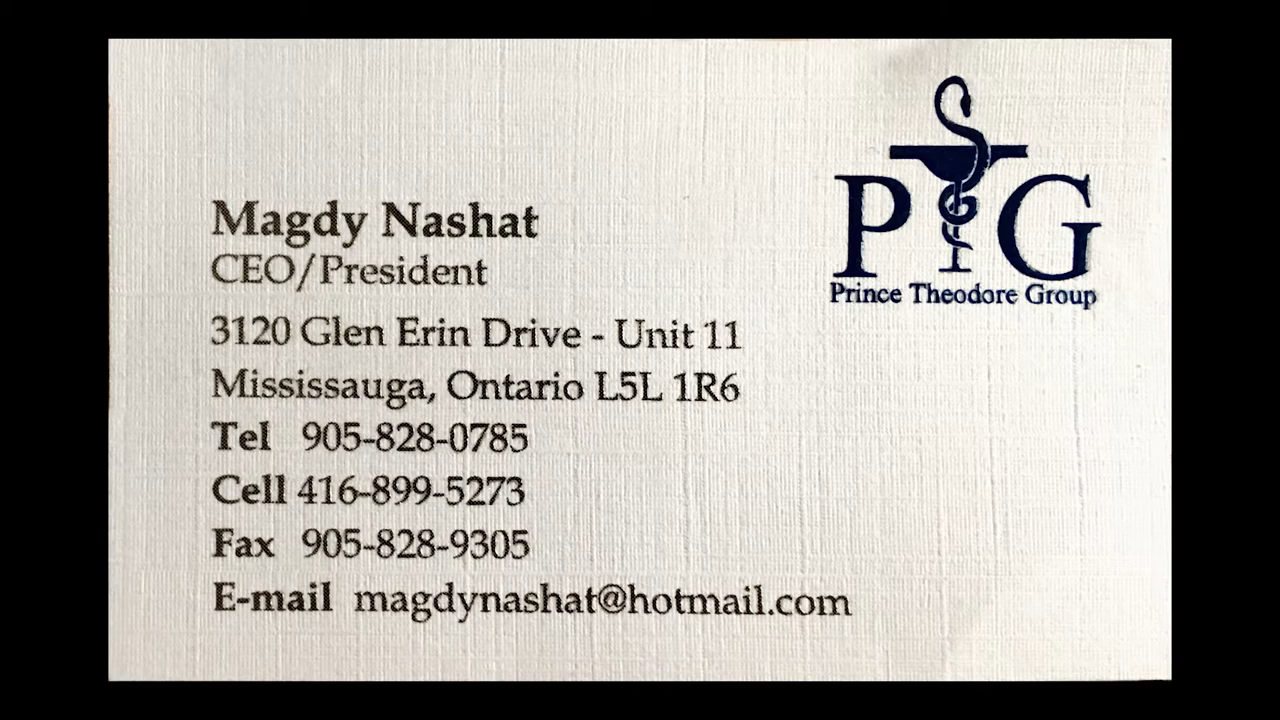 PTG
Prince Theodore Group
Magdy Nashat
CEO/President
3120 Glen Erin Drive - Unit 11
Mississauga, Ontario L5L 1R6
Tel 905-828-0785
Cell 416-899-5273
Fax 905-828-9305
E-mail magdynashat@hotmail.com